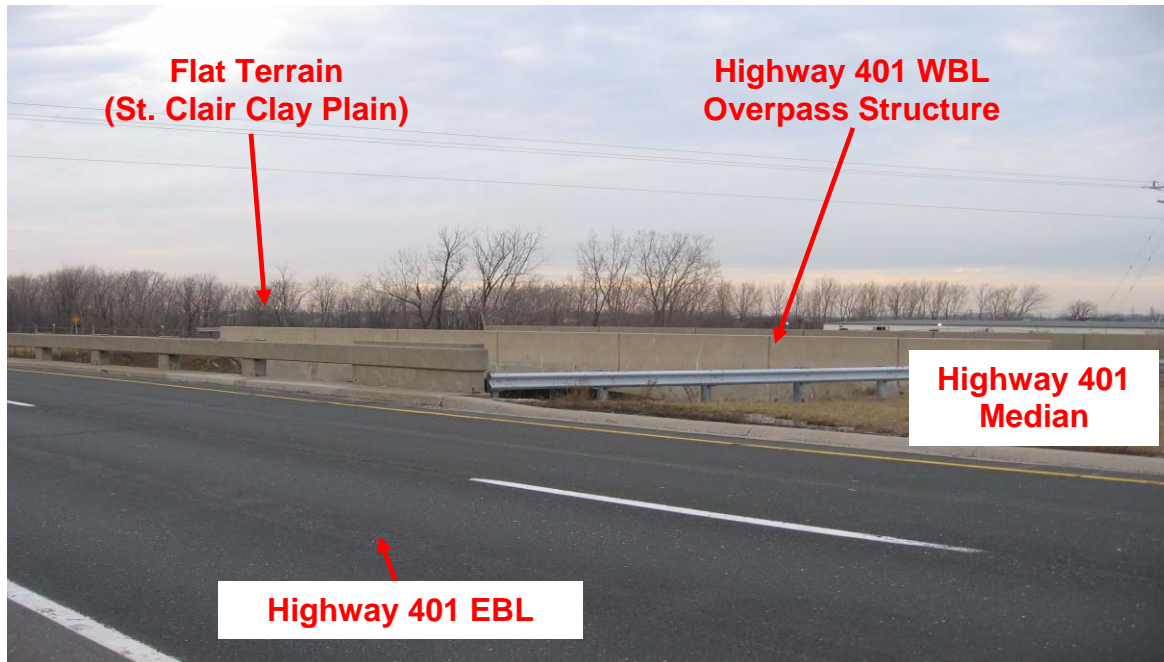 Flat Terrain
(St. Clair Clay Plain)
Highway 401 WBL
Overpass Structure
Highway 401
Median
Highway 401 EBL